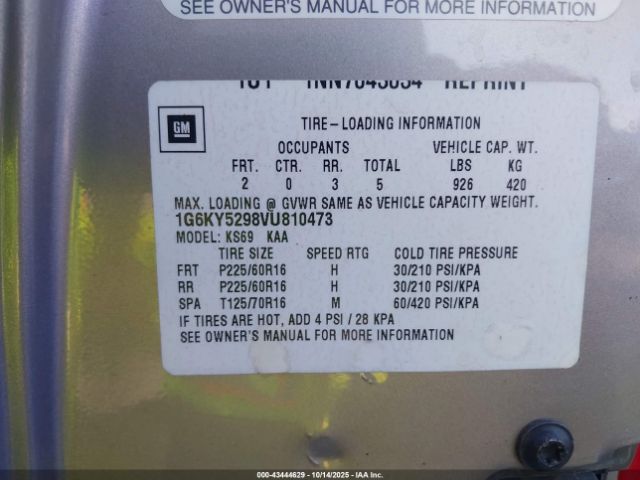 SEE OWNER'S MANUAL FOR MORE INFORMATION
REPRINT
GM
TIRE-LOADING INFORMATION
OCCUPANTS VEHICLE CAP. WT.
FRT. CTR. RR. TOTAL LBS KG
2 0 3 5 926 420
MAX. LOADING @ GVWR SAME AS VEHICLE CAPACITY WEIGHT.
1G6KY5298VU810473
MODEL: KS69 KAA
TIRE SIZE SPEED RTG COLD TIRE PRESSURE
FRT P225/60R16 H 30/210 PSI/KPA
RR P225/60R16 H 30/210 PSI/KPA
SPA T125/70R16 M 60/420 PSI/KPA
IF TIRES ARE HOT, ADD 4 PSI / 28 KPA
SEE OWNER'S MANUAL FOR MORE INFORMATION
000-43444629 | 10/14/2025 | IAA Inc.